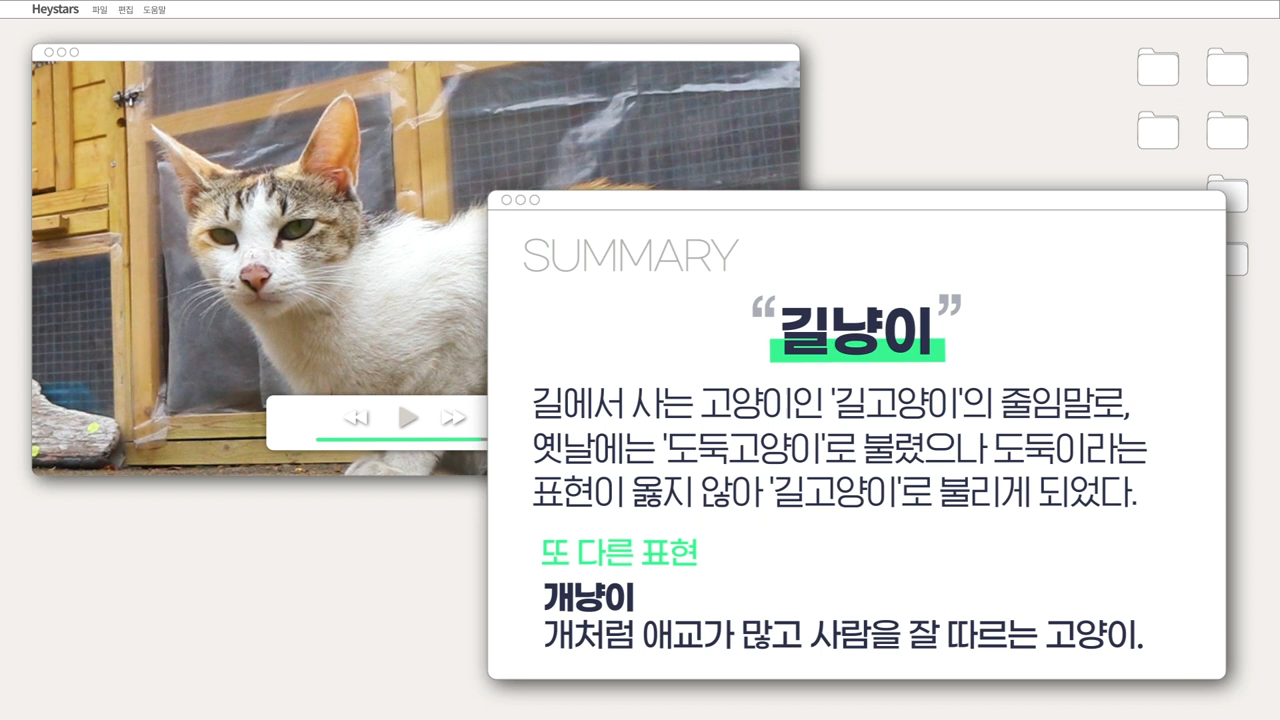 Heystars 파일 편집 도움말
SUMMARY
“길냥이”
길에서 사는 고양이인 '길고양이'의 줄임말로,
옛날에는 '도둑고양이'로 불렸으나 도둑이라는
표현이 옳지 않아 '길고양이'로 불리게 되었다.
또 다른 표현
개냥이
개처럼 애교가 많고 사람을 잘 따르는 고양이.